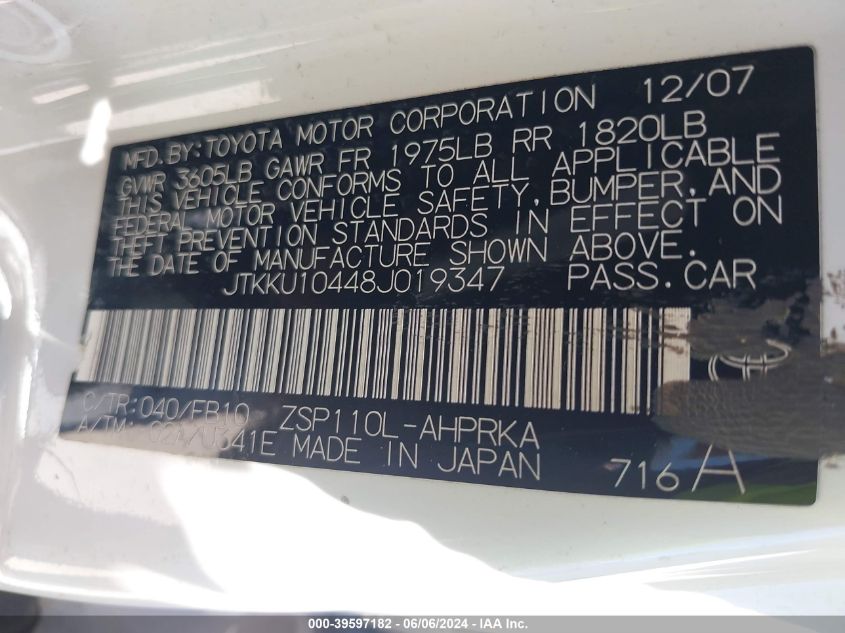 MFD.BY:TOYOTA MOTOR CORPORATION 12/07
GVWR 3605LB GAWR FR 1975LB RR 1820LB
THIS VEHICLE CONFORMS TO ALL APPLICABLE
FEDERAL MOTOR VEHICLE SAFETY,BUMPER,AND
THEFT PREVENTION STANDARDS IN EFFECT ON
THE DATE OF MANUFACTURE SHOWN ABOVE.
JTKKU10448J019347 PASS.CAR
C/TR:040/FB10 ZSP110L-AHPRKA
A/TM: MADE IN JAPAN 716A
000-39597182 - 06/06/2024 - IAA Inc.